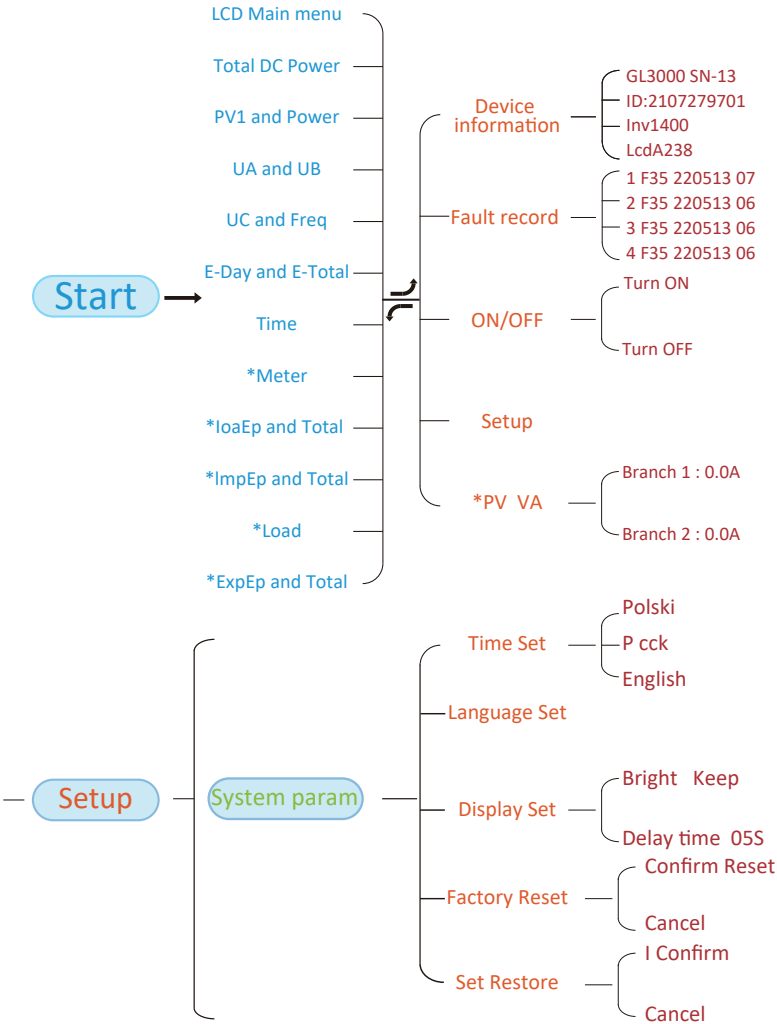 Start
LCD Main menu
Total DC Power
PV1 and Power
UA and UB
UC and Freq
E-Day and E-Total
Time
*Meter
*IoaEp and Total
*ImpEp and Total
*Load
*ExpEp and Total
Device
information
GL3000 SN-13
ID:2107279701
Inv1400
LcdA238
Fault record
1 F35 220513 07
2 F35 220513 06
3 F35 220513 06
4 F35 220513 06
ON/OFF
Turn ON
Turn OFF
Setup
*PV VA
Branch 1 : 0.0A
Branch 2 : 0.0A
Setup
System param
Time Set
Polski
P cck
English
Language Set
Display Set
Bright Keep
Delay time 05S
Factory Reset
Confirm Reset
Cancel
Set Restore
I Confirm
Cancel